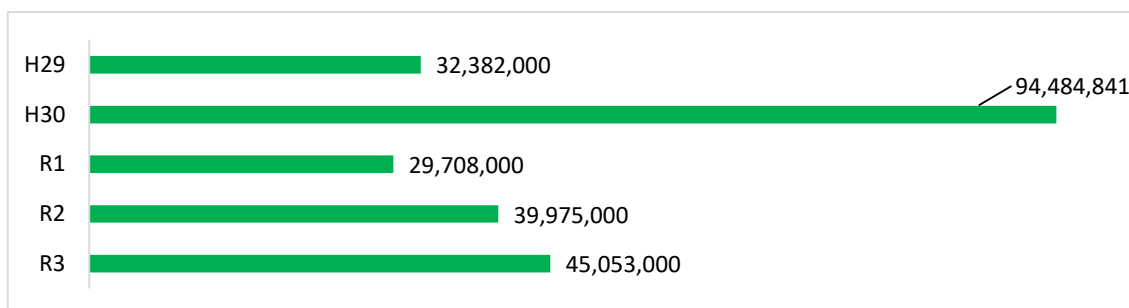 H29 32,382,000
H30 94,484,841
R1 29,708,000
R2 39,975,000
R3 45,053,000